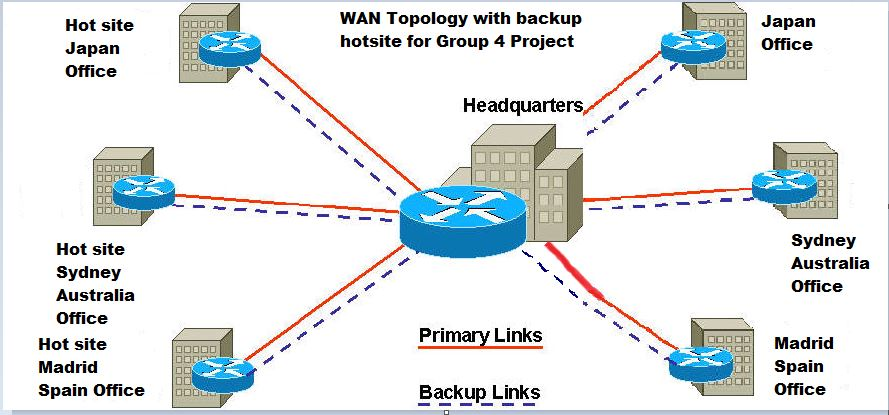 Hot site
Japan
Office
WAN Topology with backup
hotsite for Group 4 Project
Japan
Office
Headquarters
Hot site
Sydney
Australia
Office
Sydney
Australia
Office
Hot site
Madrid
Spain Office
Primary Links
Backup Links
Madrid
Spain
Office